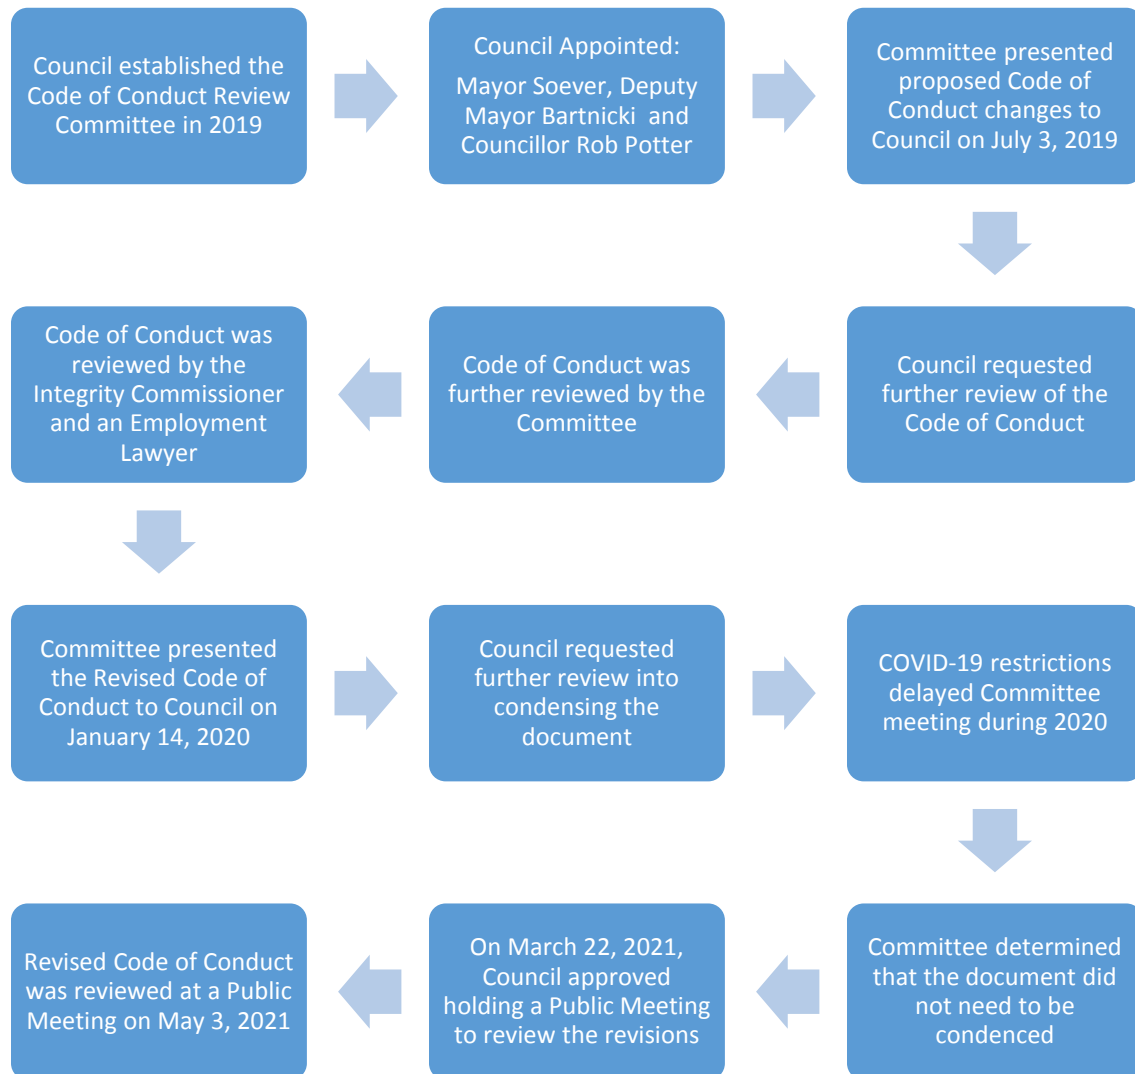 Council established the
Code of Conduct Review
Committee in 2019
Council Appointed:
Mayor Soever, Deputy
Mayor Bartnicki  and
Councillor Rob Potter
Committee presented
proposed Code of
Conduct changes to
Council on July 3, 2019
Council requested
further review of the
Code of Conduct
Code of Conduct was
further reviewed by the
Committee
Code of Conduct was
reviewed by the
Integrity Commissioner
and an Employment
Lawyer
Committee presented
the Revised Code of
Conduct to Council on
January 14, 2020
Council requested
further review into
condensing the
document
COVID-19 restrictions
delayed Committee
meeting during 2020
Committee determined
that the document did
not need to be
condenced
On March 22, 2021,
Council approved
holding a Public Meeting
to review the revisions
Revised Code of Conduct
was reviewed at a Public
Meeting on May 3, 2021